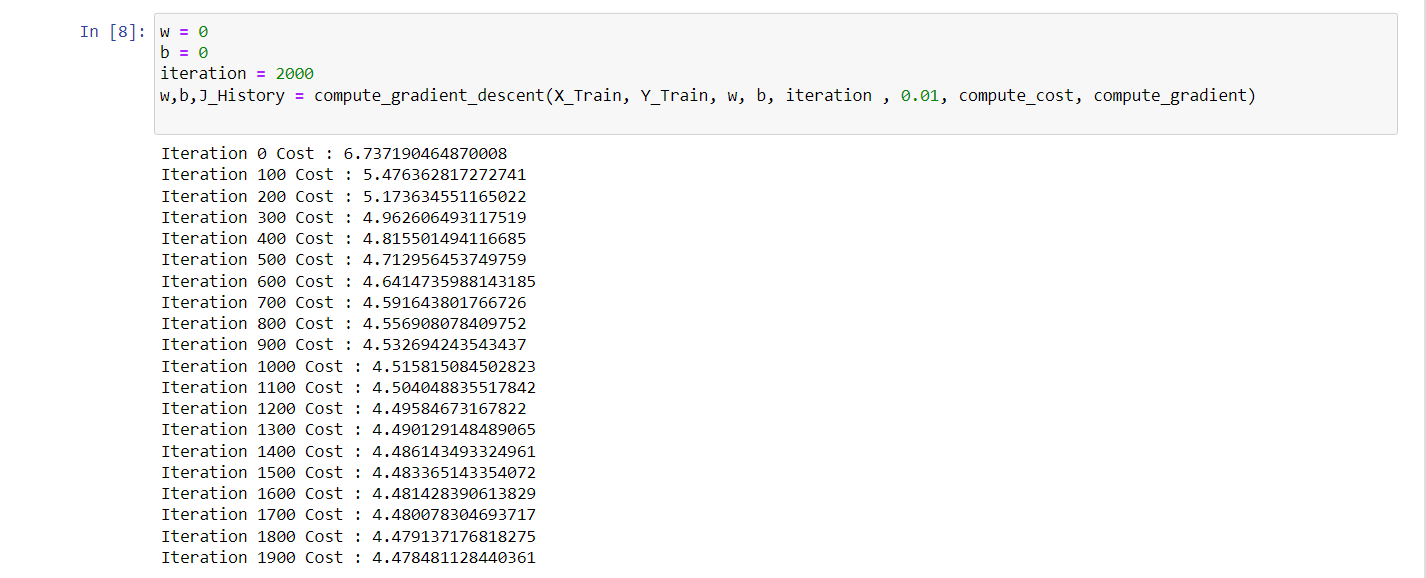 In [8]: w = 0
b = 0
iteration = 2000
w,b,J_History = compute_gradient_descent(X_Train, Y_Train, w, b, iteration , 0.01, compute_cost, compute_gradient)
Iteration 0 Cost : 6.737190464870008
Iteration 100 Cost : 5.476362817272741
Iteration 200 Cost : 5.173634551165022
Iteration 300 Cost : 4.962606493117519
Iteration 400 Cost : 4.815501494116685
Iteration 500 Cost : 4.712956453749759
Iteration 600 Cost : 4.6414735988143185
Iteration 700 Cost : 4.591643801766726
Iteration 800 Cost : 4.556908078409752
Iteration 900 Cost : 4.532694243543437
Iteration 1000 Cost : 4.515815084502823
Iteration 1100 Cost : 4.504048835517842
Iteration 1200 Cost : 4.49584673167822
Iteration 1300 Cost : 4.490129148489065
Iteration 1400 Cost : 4.486143493324961
Iteration 1500 Cost : 4.483365143354072
Iteration 1600 Cost : 4.481428390613829
Iteration 1700 Cost : 4.480078304693717
Iteration 1800 Cost : 4.479137176818275
Iteration 1900 Cost : 4.478481128440361